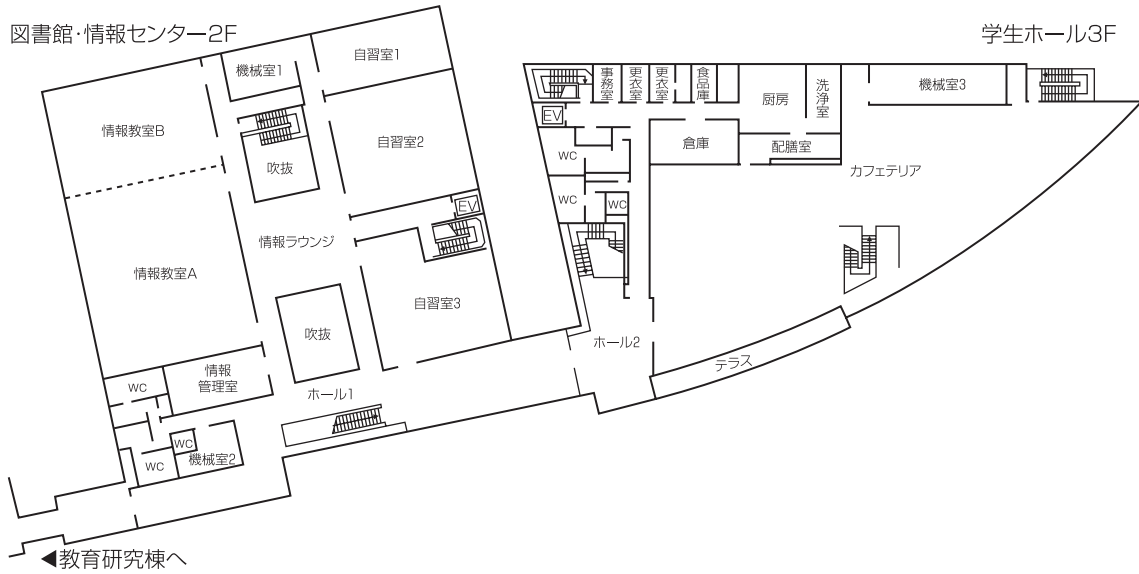 図書館・情報センター2F
学生ホール3F
自習室1
機械室1
情報教室B
自習室2
吹抜
EV
情報ラウンジ
情報教室A
自習室3
吹抜
情報
管理室
WC
ホール1
WC
機械室2
WC
◀教育研究棟へ
事務室
更衣室
更衣室
食品庫
厨房
洗浄室
機械室3
EV
倉庫
配膳室
WC
カフェテリア
WC
WC
ホール2
テラス